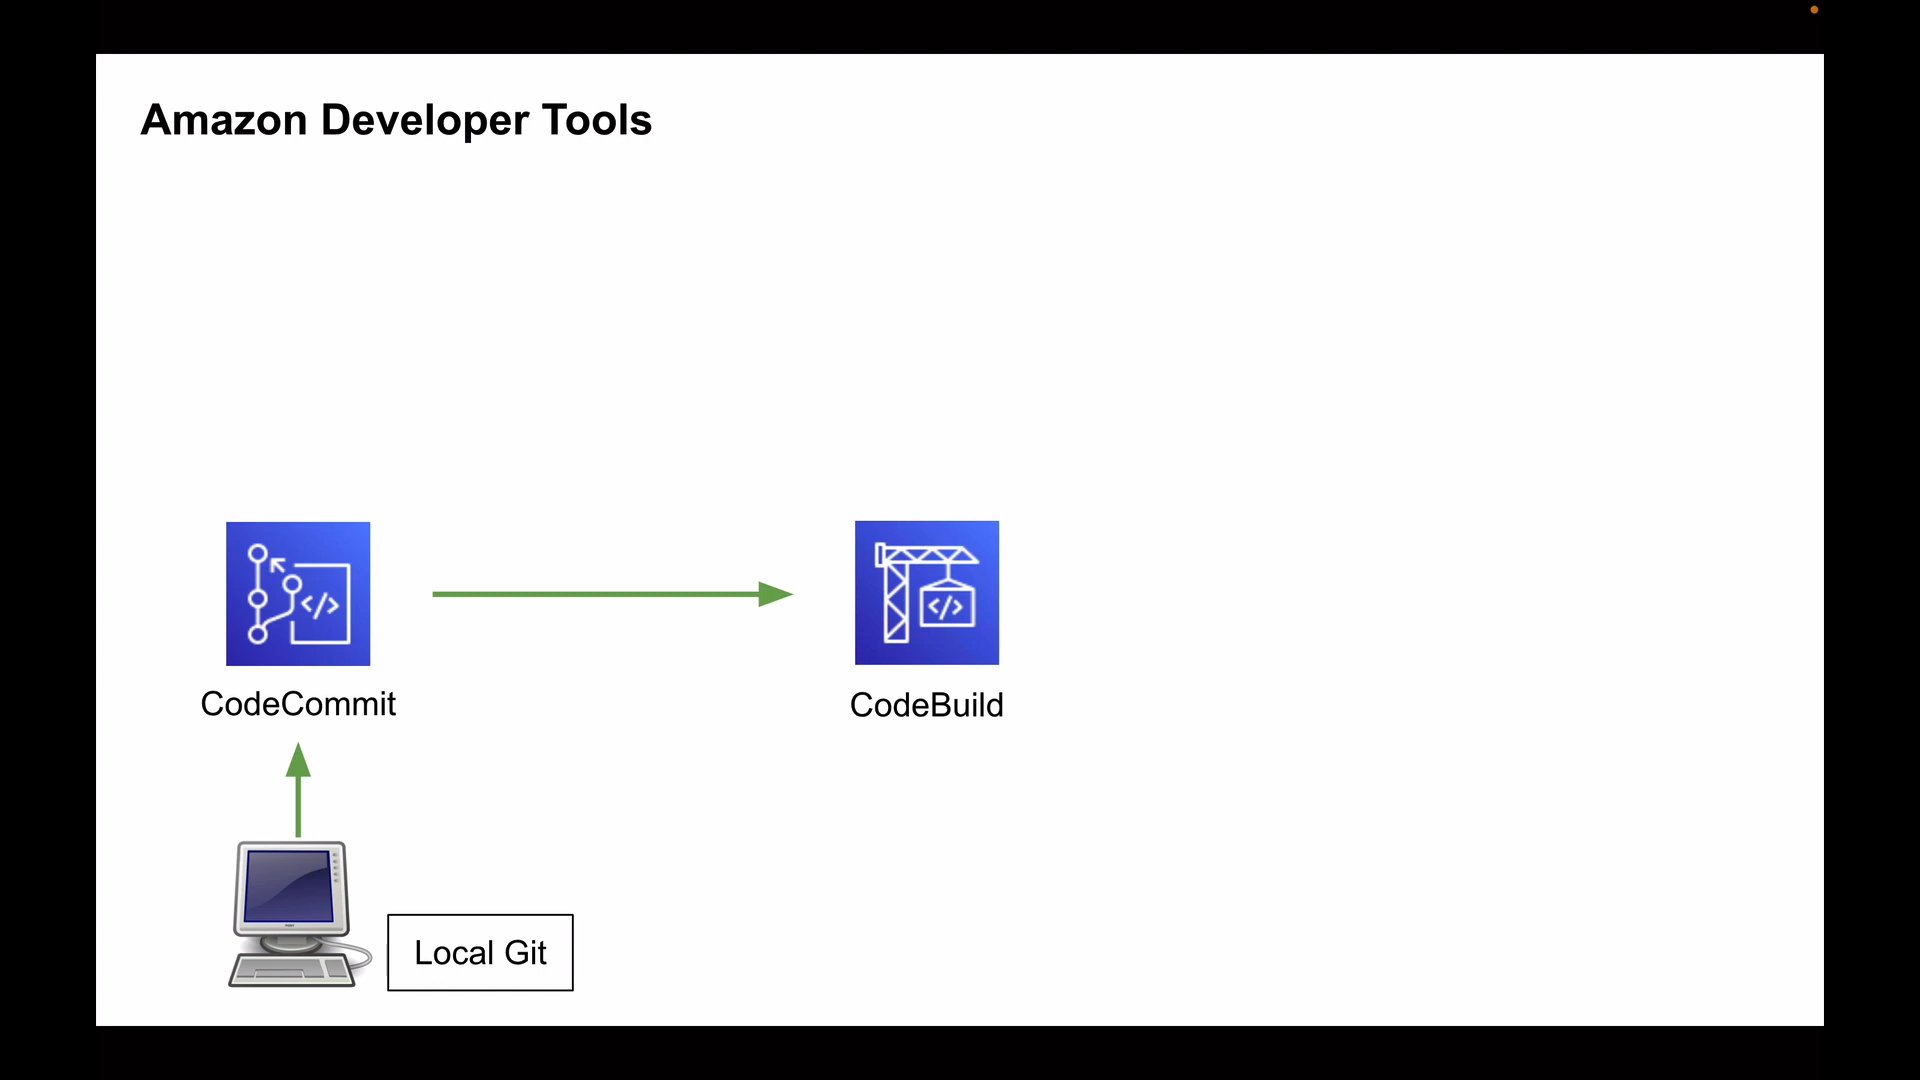 Amazon Developer Tools
</>
</>
CodeCommit
CodeBuild
Local Git